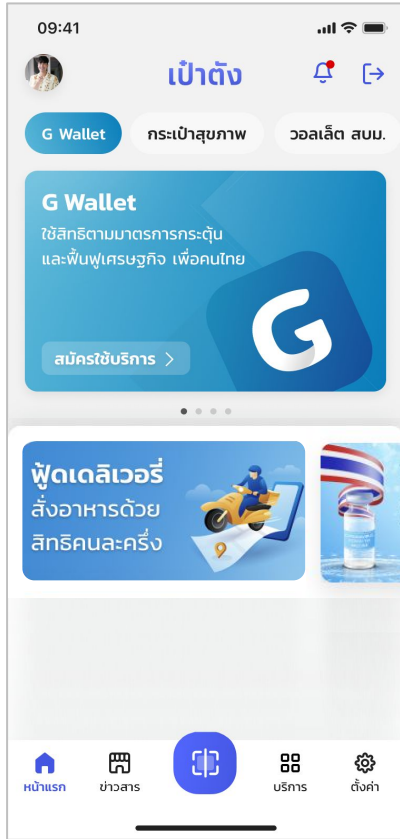 09:41
เป๋าตัง
G Wallet
กระเป๋าสุขภาพ
วอลเล็ต สบม.
G Wallet
ใช้สิทธิตามมาตรการกระตุ้น
และฟื้นฟูเศรษฐกิจ เพื่อคนไทย
G
สมัครใช้บริการ >
ฟู้ดเดลิเวอรี่
สั่งอาหารด้วย
สิทธิคนละครึ่ง
หน้าแรก
ข่าวสาร
บริการ
ตั้งค่า